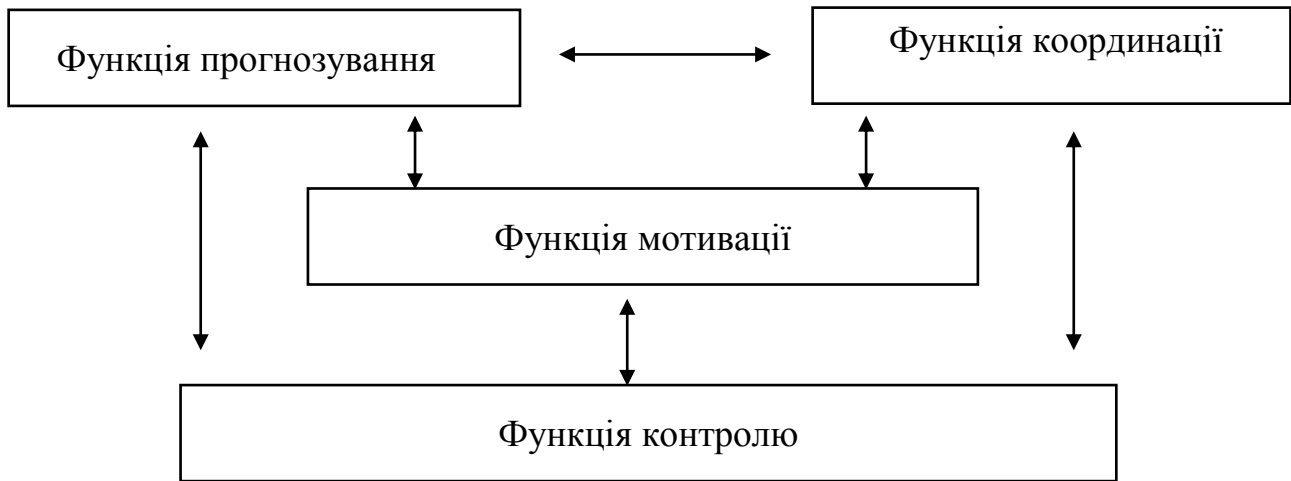 Функція прогнозування
Функція координації
Функція мотивації
Функція контролю